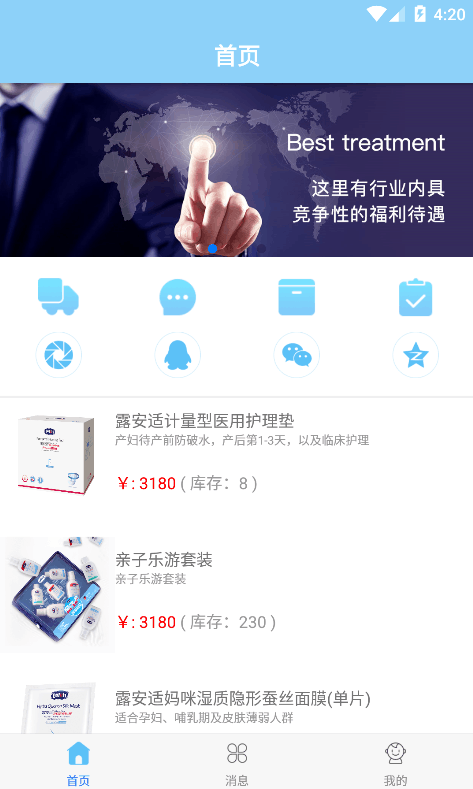 4:20
首页
Best treatment
这里有行业内具
竞争性的福利待遇
露安适计量型医用护理垫
产妇待产前防破水，产后第1-3天，以及临床护理
￥: 3180 ( 库存： 8 )
亲子乐游套装
亲子乐游套装
￥: 3180 ( 库存： 230 )
露安适妈咪湿质隐形蚕丝面膜(单片)
适合孕妇、哺乳期及皮肤薄弱人群
首页
消息
我的